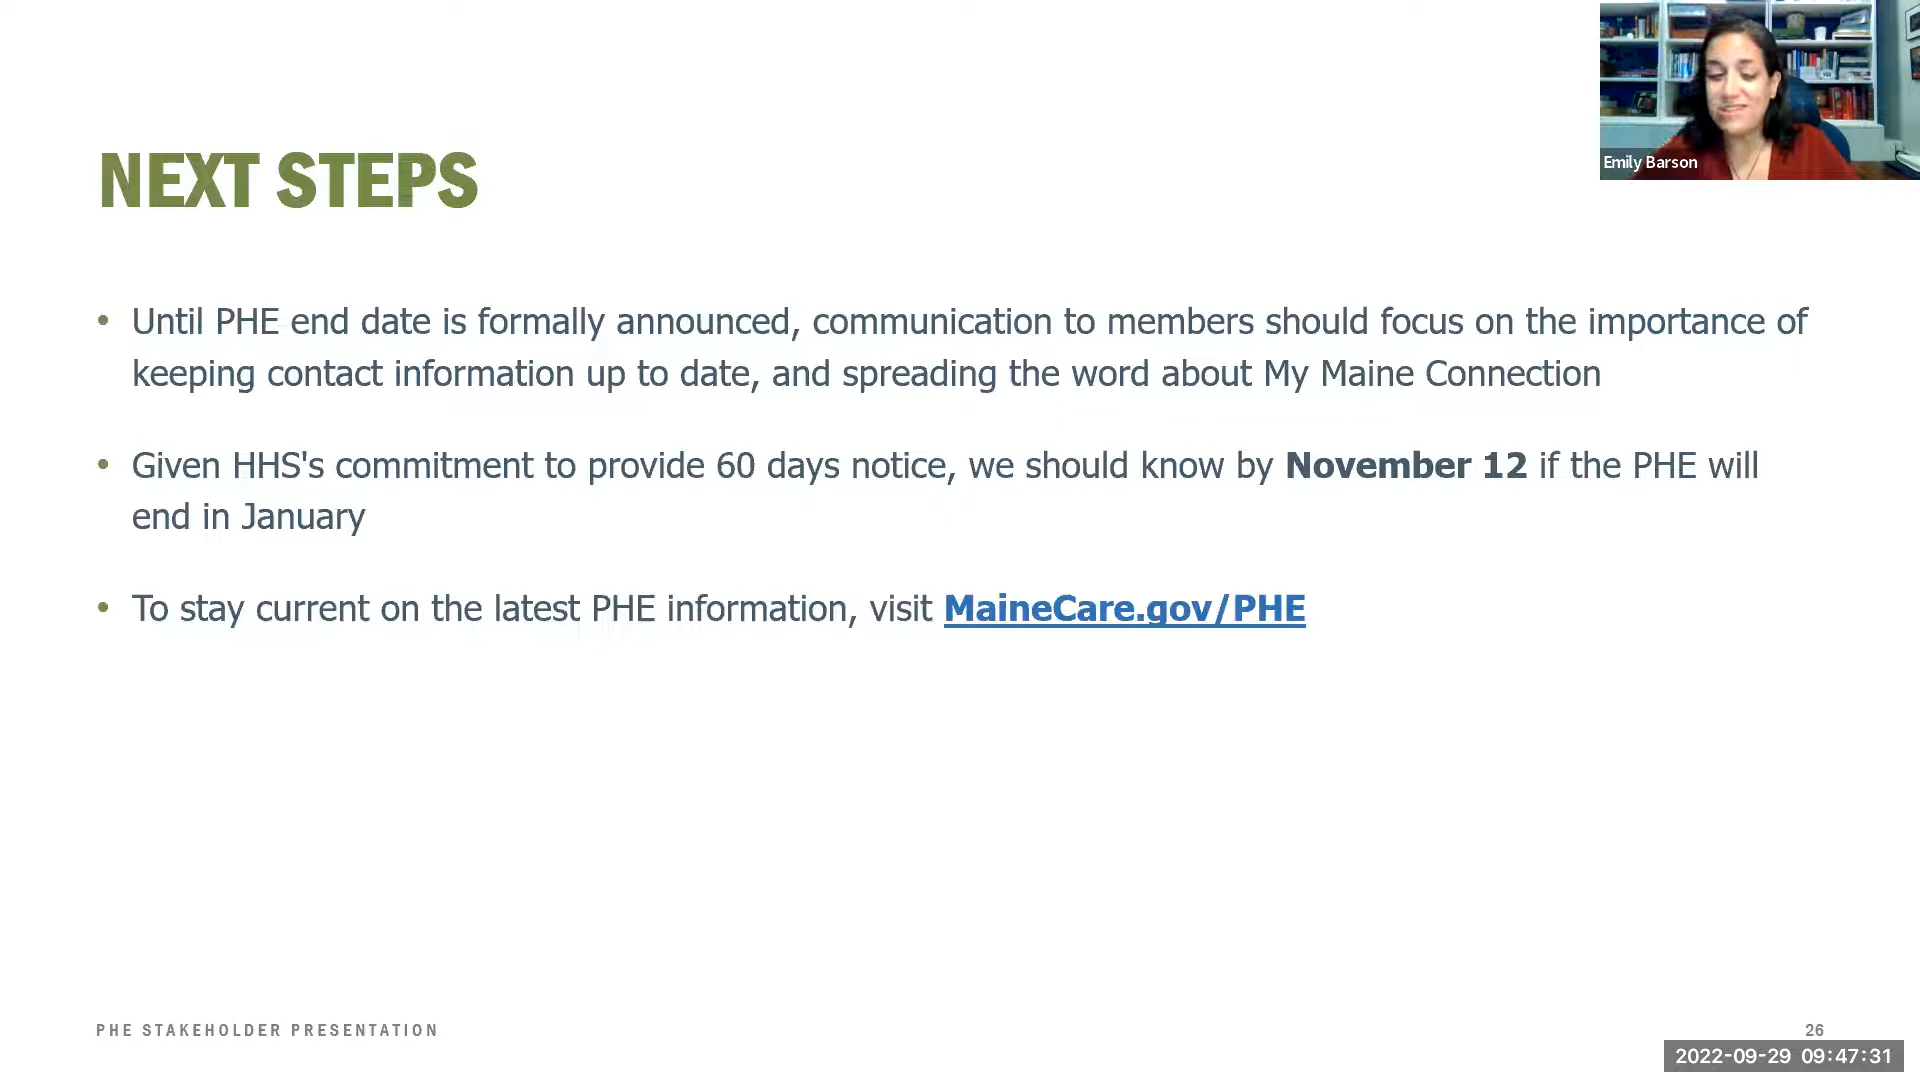 Emily Barson
NEXT STEPS
• Until PHE end date is formally announced, communication to members should focus on the importance of
keeping contact information up to date, and spreading the word about My Maine Connection
• Given HHS's commitment to provide 60 days notice, we should know by November 12 if the PHE will
end in January
• To stay current on the latest PHE information, visit MaineCare.gov/PHE
PHE STAKEHOLDER PRESENTATION
26
2022-09-29 09:47:31